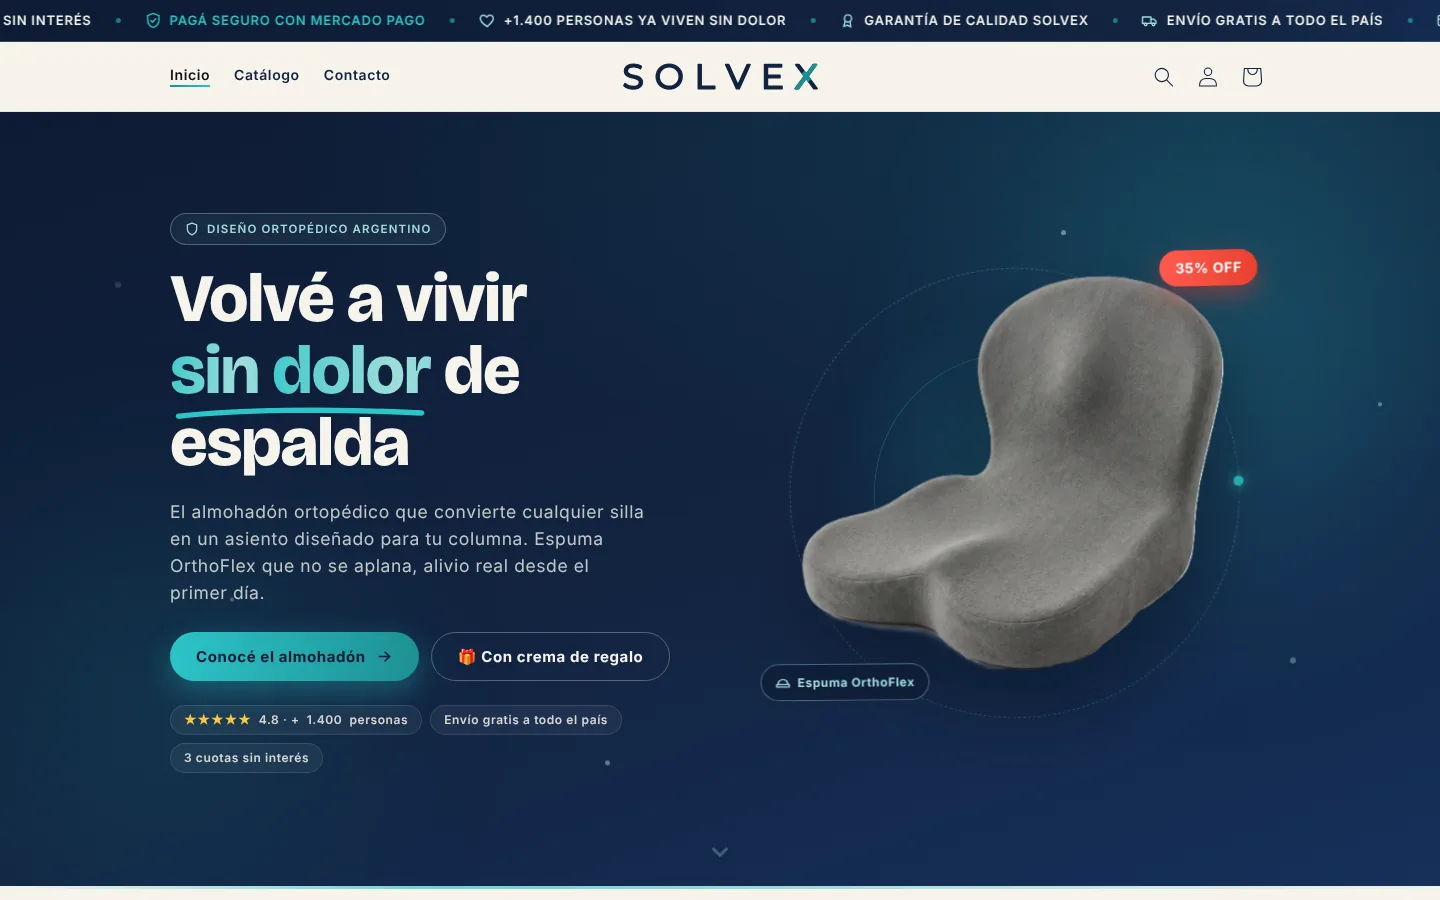 SIN INTERÉS • PAGÁ SEGURO CON MERCADO PAGO • +1.400 PERSONAS YA VIVEN SIN DOLOR • GARANTÍA DE CALIDAD SOLVEX • ENVÍO GRATIS A TODO EL PAÍS •
Inicio Catálogo Contacto
SOLVEX
DISEÑO ORTOPÉDICO ARGENTINO
Volvé a vivir
sin dolor de
espalda
El almohadón ortopédico que convierte cualquier silla
en un asiento diseñado para tu columna. Espuma
OrthoFlex que no se aplana, alivio real desde el
primer día.
Conocé el almohadón →
🎁 Con crema de regalo
★★★★★ 4.8 · + 1.400 personas
Envío gratis a todo el país
3 cuotas sin interés
35% OFF
Espuma OrthoFlex